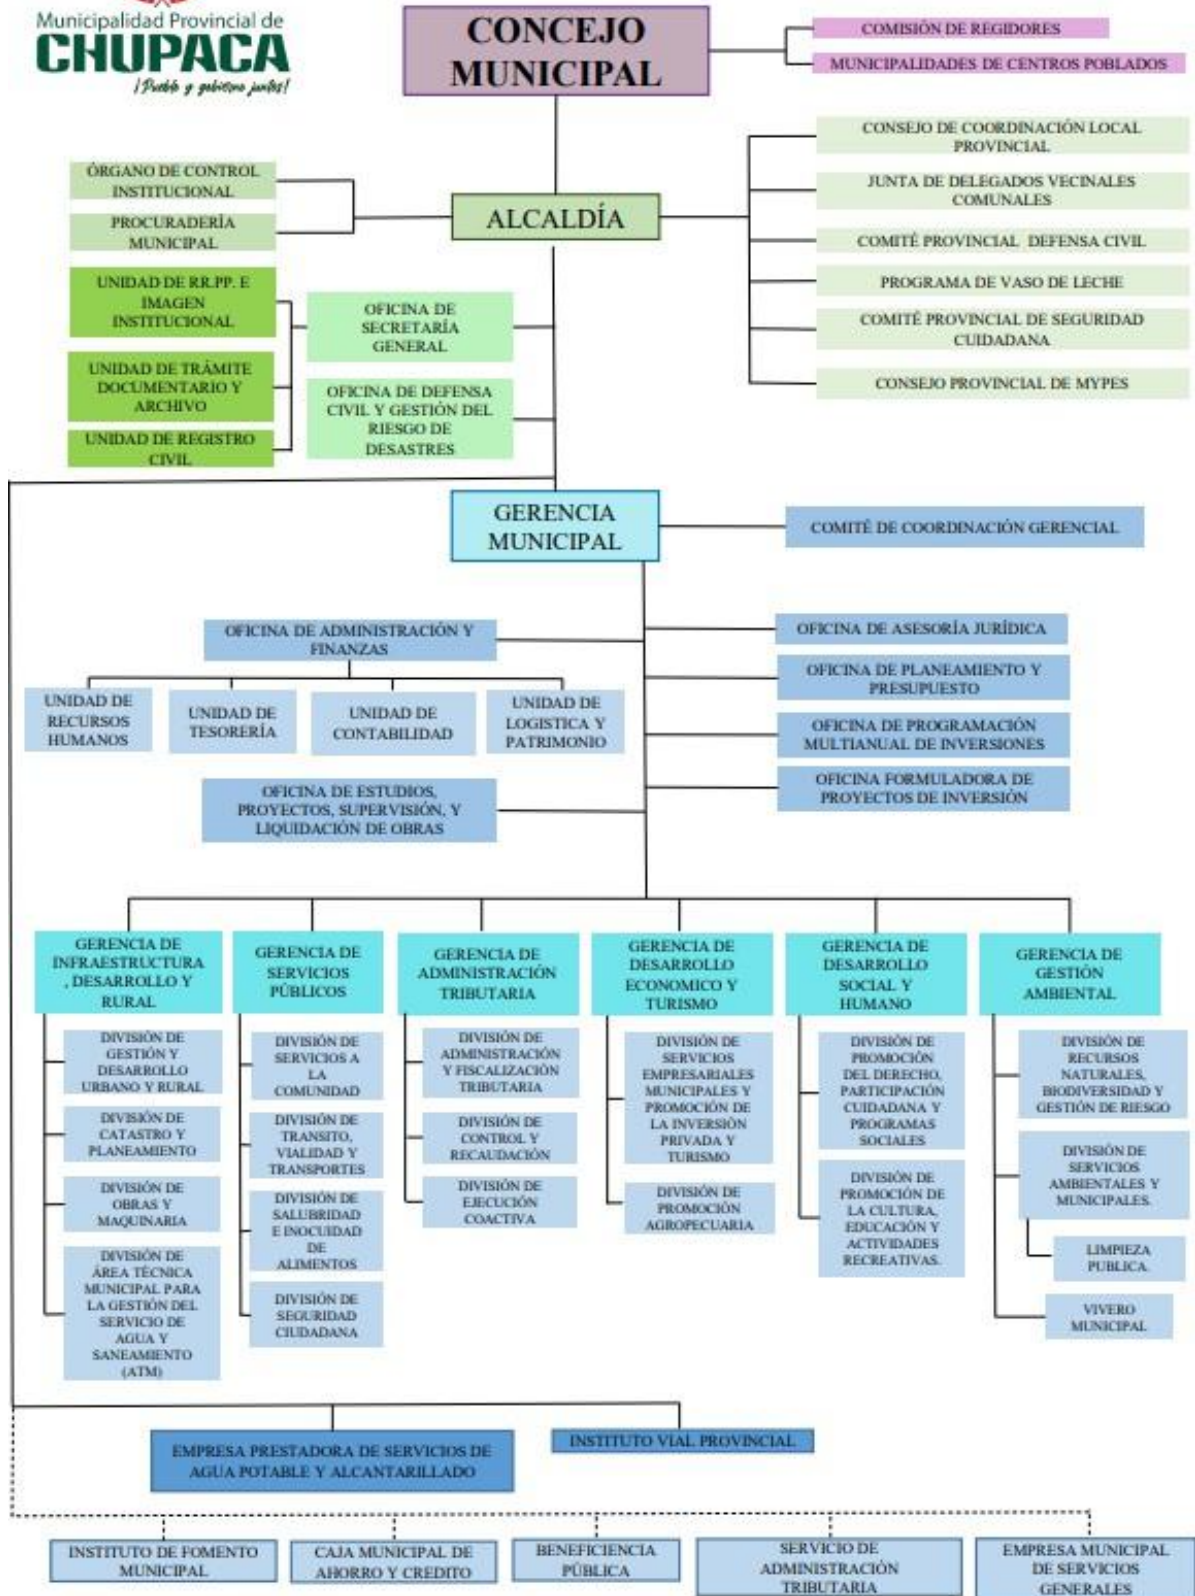 Municipalidad Provincial de
CHUPACA
¡Pueblo y gobierno juntos!
CONCEJO
MUNICIPAL
COMISIÓN DE REGIDORES
MUNICIPALIDADES DE CENTROS POBLADOS
CONSEJO DE COORDINACIÓN LOCAL
PROVINCIAL
JUNTA DE DELEGADOS VECINALES
COMUNALES
COMITÉ PROVINCIAL DEFENSA CIVIL
PROGRAMA DE VASO DE LECHE
COMITÉ PROVINCIAL DE SEGURIDAD
CUIDADANA
CONSEJO PROVINCIAL DE MYPES
ÓRGANO DE CONTROL
INSTITUCIONAL
PROCURADERÍA
MUNICIPAL
ALCALDÍA
UNIDAD DE RR.PP. E
IMAGEN
INSTITUCIONAL
UNIDAD DE TRÁMITE
DOCUMENTARIO Y
ARCHIVO
UNIDAD DE REGISTRO
CIVIL
OFICINA DE
SECRETARÍA
GENERAL
OFICINA DE DEFENSA
CIVIL Y GESTIÓN DEL
RIESGO DE
DESASTRES
GERENCIA
MUNICIPAL
COMITÉ DE COORDINACIÓN GERENCIAL
OFICINA DE ADMINISTRACIÓN Y
FINANZAS
UNIDAD DE
RECURSOS
HUMANOS
UNIDAD DE
TESORERÍA
UNIDAD DE
CONTABILIDAD
UNIDAD DE
LOGISTICA Y
PATRIMONIO
OFICINA DE ESTUDIOS,
PROYECTOS, SUPERVISIÓN, Y
LIQUIDACIÓN DE OBRAS
OFICINA DE ASESORÍA JURÍDICA
OFICINA DE PLANEAMIENTO Y
PRESUPUESTO
OFICINA DE PROGRAMACIÓN
MULTIANUAL DE INVERSIONES
OFICINA FORMULADORA DE
PROYECTOS DE INVERSIÓN
GERENCIA DE
INFRAESTRUCTURA
, DESARROLLO Y
RURAL
DIVISIÓN DE
GESTIÓN Y
DESARROLLO
URBANO Y RURAL
DIVISIÓN DE
CATASTRO Y
PLANEAMIENTO
DIVISIÓN DE
OBRAS Y
MAQUINARIA
DIVISIÓN DE
ÁREA TÉCNICA
MUNICIPAL PARA
LA GESTIÓN DEL
SERVICIO DE
AGUA Y
SANEAMIENTO
(ATM)
GERENCIA DE
SERVICIOS
PÚBLICOS
DIVISIÓN DE
SERVICIOS A
LA
COMUNIDAD
DIVISIÓN DE
TRANSITO,
VIALIDAD Y
TRANSPORTES
DIVISIÓN DE
SALUBRIDAD
E INOCUIDAD
DE
ALIMENTOS
DIVISIÓN DE
SEGURIDAD
CIUDADANA
GERENCIA DE
ADMINISTRACIÓN
TRIBUTARIA
DIVISIÓN DE
ADMINISTRACIÓN
Y FISCALIZACIÓN
TRIBUTARIA
DIVISIÓN DE
CONTROL Y
RECAUDACIÓN
DIVISIÓN DE
EJECUCIÓN
COACTIVA
GERENCIA DE
DESARROLLO
ECONOMICO Y
TURISMO
DIVISIÓN DE
SERVICIOS
EMPRESARIALES
MUNICIPALES Y
PROMOCIÓN DE
LA INVERSIÓN
PRIVADA Y
TURISMO
DIVISIÓN DE
PROMOCIÓN
AGROPECUARIA
GERENCIA DE
DESARROLLO
SOCIAL Y
HUMANO
DIVISIÓN DE
PROMOCIÓN
DEL DERECHO,
PARTICIPACIÓN
CUIDADANA Y
PROGRAMAS
SOCIALES
DIVISIÓN DE
PROMOCIÓN DE
LA CULTURA,
EDUCACIÓN Y
ACTIVIDADES
RECREATIVAS.
GERENCIA DE
GESTIÓN
AMBIENTAL
DIVISIÓN DE
RECURSOS
NATURALES,
BIODIVERSIDAD Y
GESTIÓN DE RIESGO
DIVISIÓN DE
SERVICIOS
AMBIENTALES Y
MUNICIPALES.
LIMPIEZA
PUBLICA.
VIVERO
MUNICIPAL
EMPRESA PRESTADORA DE SERVICIOS DE
AGUA POTABLE Y ALCANTARILLADO
INSTITUTO VIAL PROVINCIAL
INSTITUTO DE FOMENTO
MUNICIPAL
CAJA MUNICIPAL DE
AHORRO Y CREDITO
BENEFICIENCIA
PÚBLICA
SERVICIO DE
ADMINISTRACIÓN
TRIBUTARIA
EMPRESA MUNICIPAL
DE SERVICIOS
GENERALES